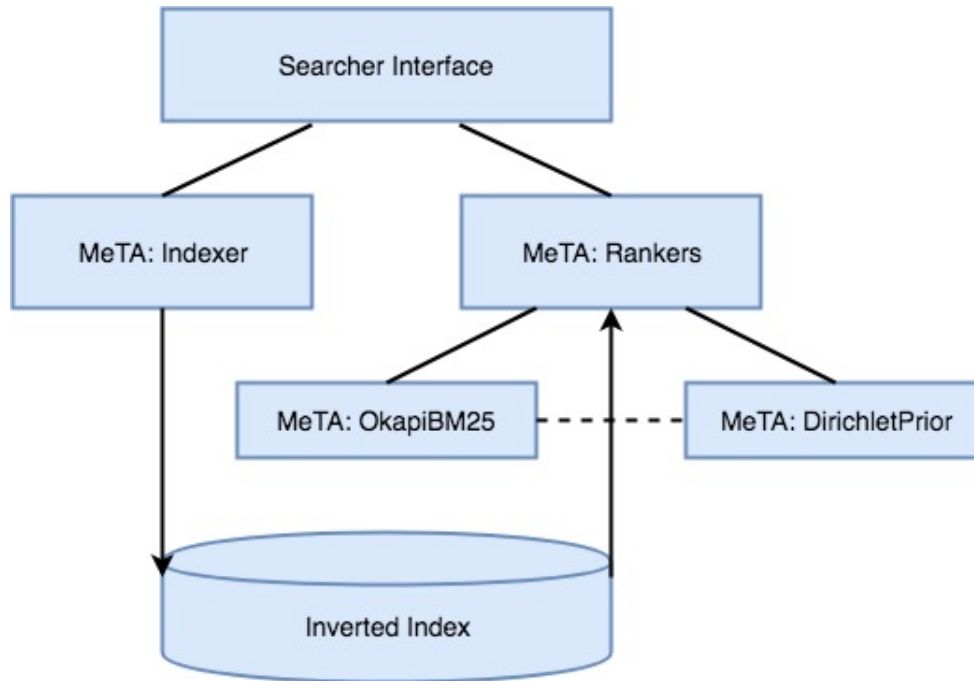 Searcher Interface
MeTA: Indexer
MeTA: Rankers
MeTA: OkapiBM25
MeTA: DirichletPrior
Inverted Index